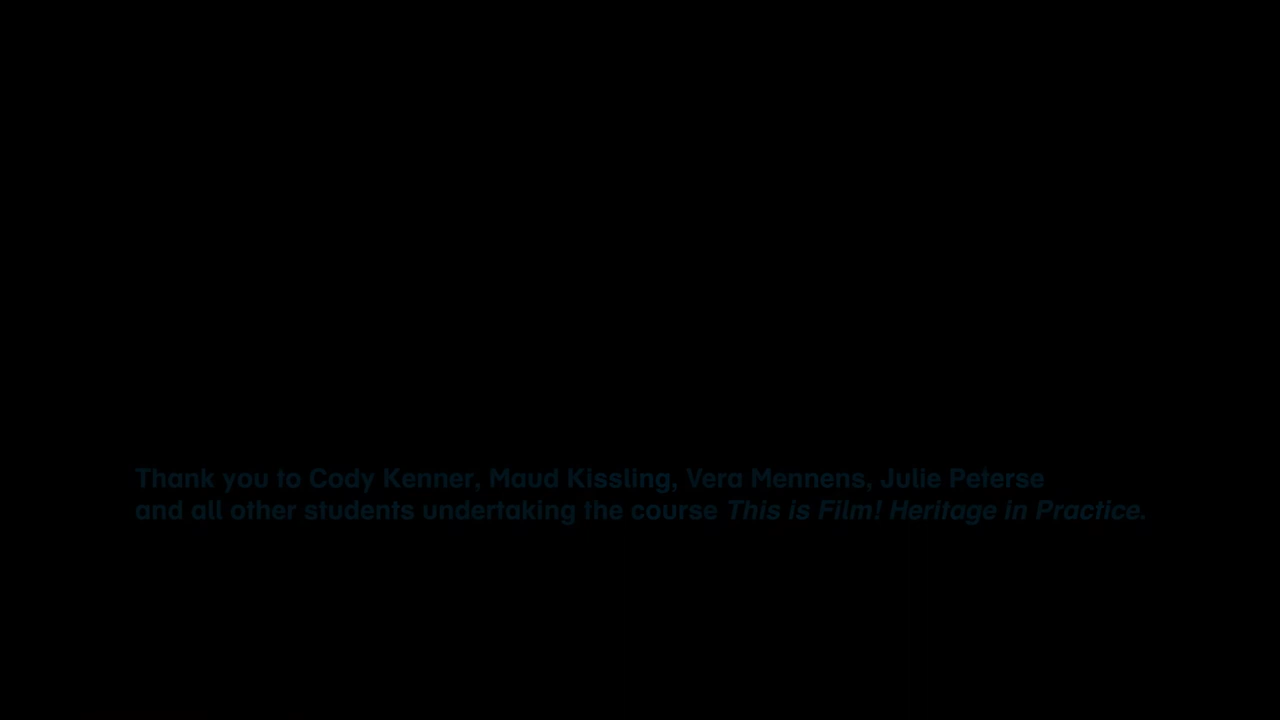 Thank you to Cody Kenner, Maud Kissling, Vera Mennens, Julie Peterse
and all other students undertaking the course This is Film! Heritage in Practice.